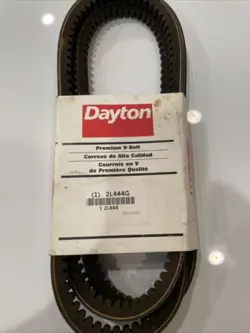 Dayton
Premium V-Belt
Correas de Alta Calidad
Courroie en V
de Première Qualité
(1) 2L444G
1 2L444